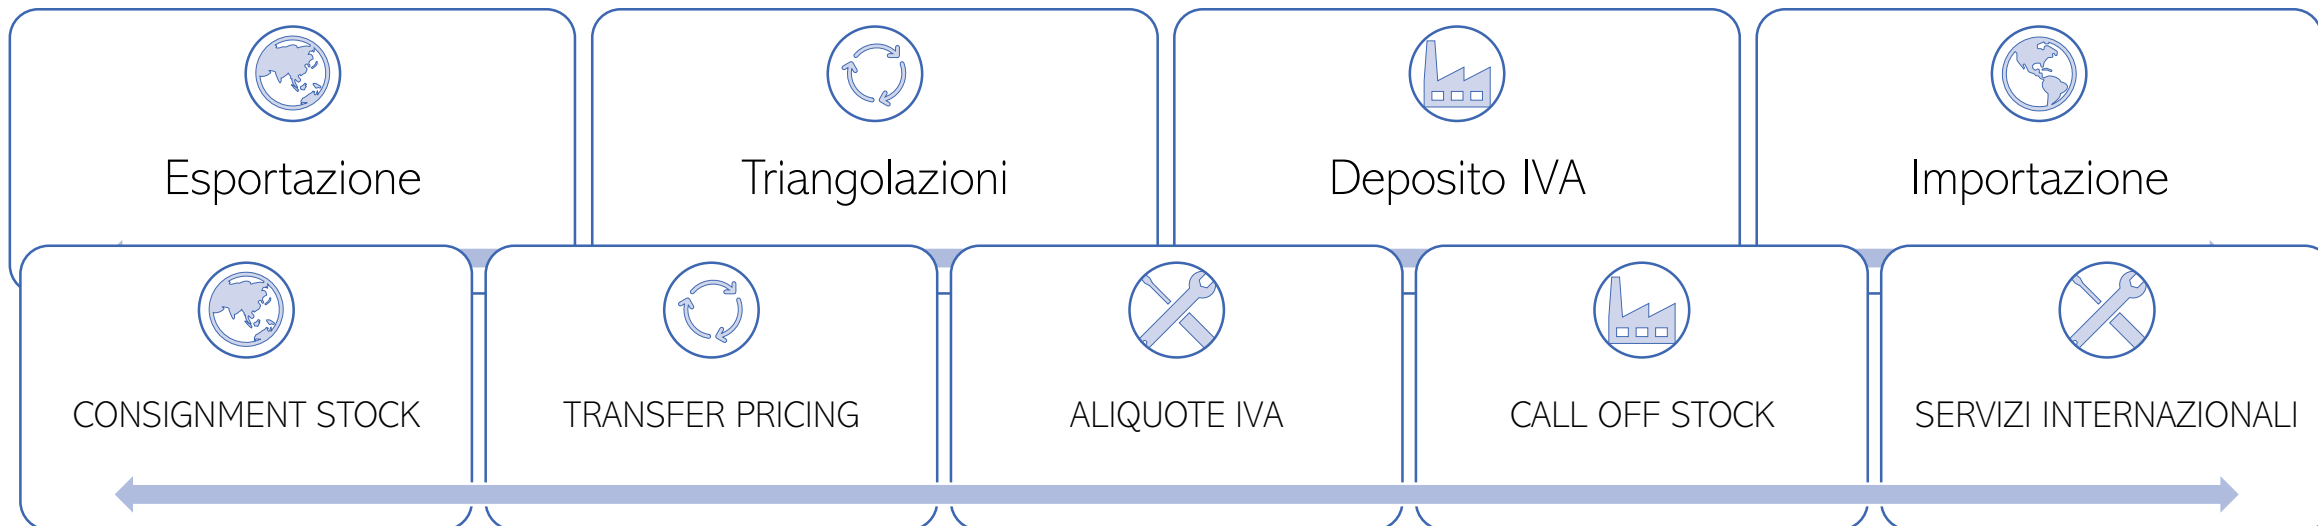 Esportazione
Triangolazioni
Deposito IVA
Importazione
CONSIGNMENT STOCK
TRANSFER PRICING
ALIQUOTE IVA
CALL OFF STOCK
SERVIZI INTERNAZIONALI